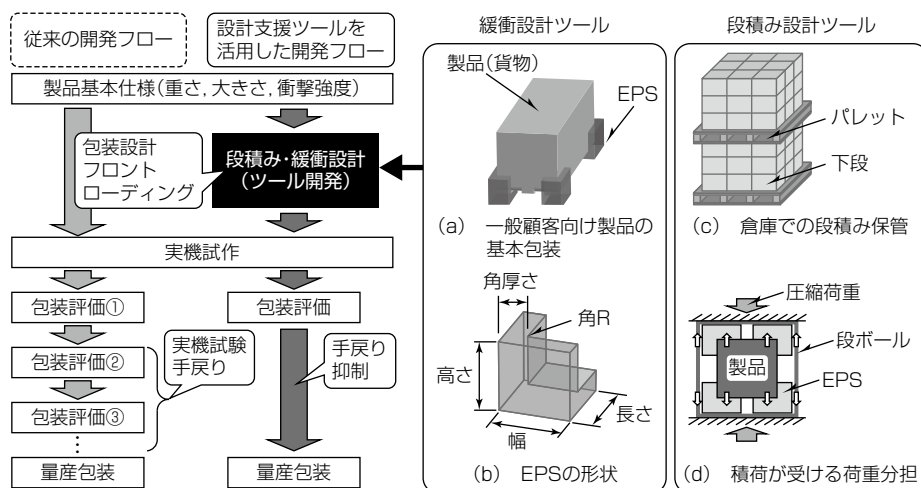 従来の開発フロー
設計支援ツールを
活用した開発フロー
製品基本仕様(重さ, 大きさ, 衝撃強度)
包装設計
フロント
ローディング
段積み・緩衝設計
(ツール開発)
実機試作
包装評価①
包装評価
包装評価②
包装評価③
⋮
実機試験
手戻り
手戻り
抑制
量産包装
量産包装
緩衝設計ツール
製品(貨物)
EPS
(a) 一般顧客向け製品の
基本包装
角厚さ
角R
高さ
長さ
幅
(b) EPSの形状
段積み設計ツール
パレット
下段
(c) 倉庫での段積み保管
圧縮荷重
段ボール
製品
EPS
(d) 積荷が受ける荷重分担